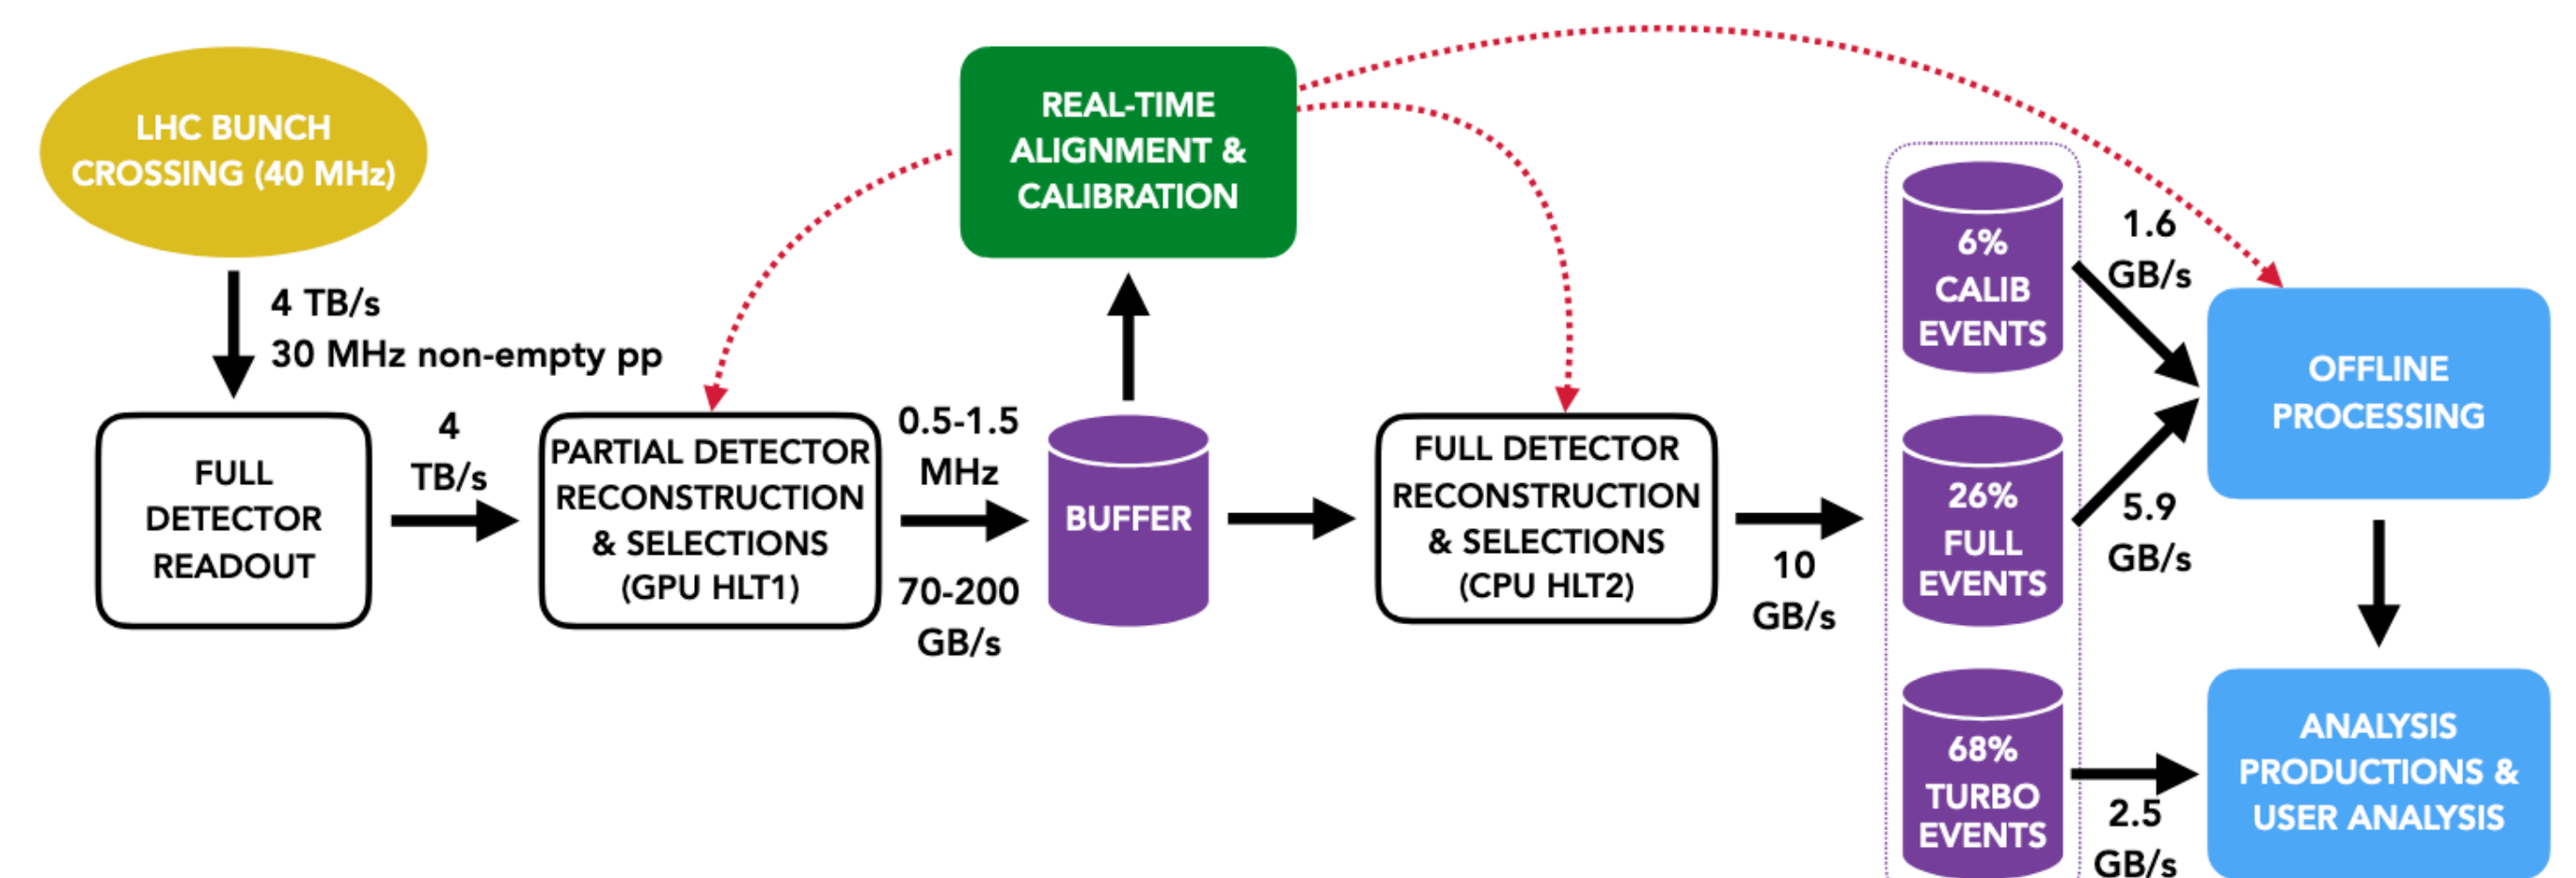 LHC BUNCH
CROSSING (40 MHz)
4 TB/s
30 MHz non-empty pp
FULL
DETECTOR
READOUT
4
TB/s
PARTIAL DETECTOR
RECONSTRUCTION
& SELECTIONS
(GPU HLT1)
0.5-1.5
MHz
70-200
GB/s
REAL-TIME
ALIGNMENT &
CALIBRATION
BUFFER
FULL DETECTOR
RECONSTRUCTION
& SELECTIONS
(CPU HLT2)
10
GB/s
6%
CALIB
EVENTS
1.6
GB/s
26%
FULL
EVENTS
5.9
GB/s
68%
TURBO
EVENTS
2.5
GB/s
OFFLINE
PROCESSING
ANALYSIS
PRODUCTIONS &
USER ANALYSIS